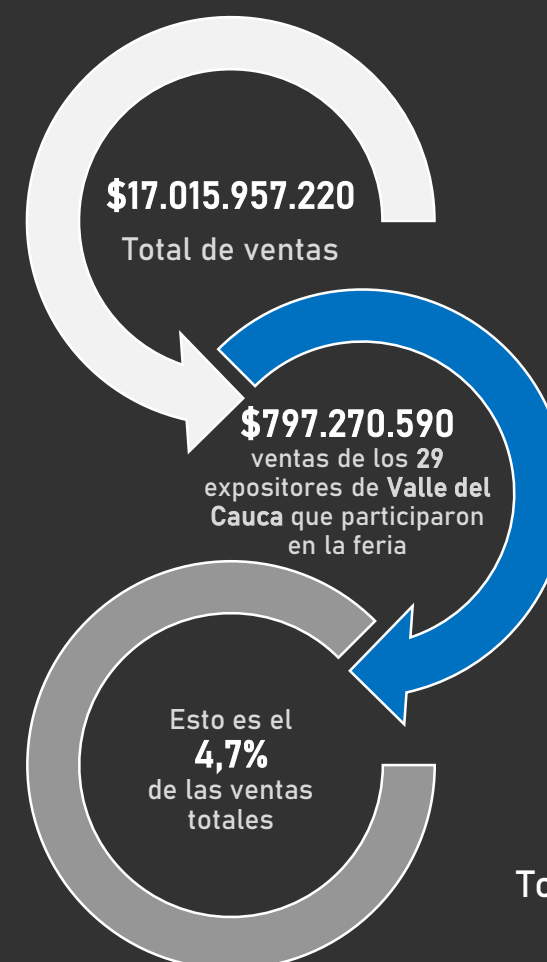 $17.015.957.220
Total de ventas
$797.270.590
ventas de los 29
expositores de Valle del
Cauca que participaron
en la feria
Esto es el
4,7%
de las ventas
totales